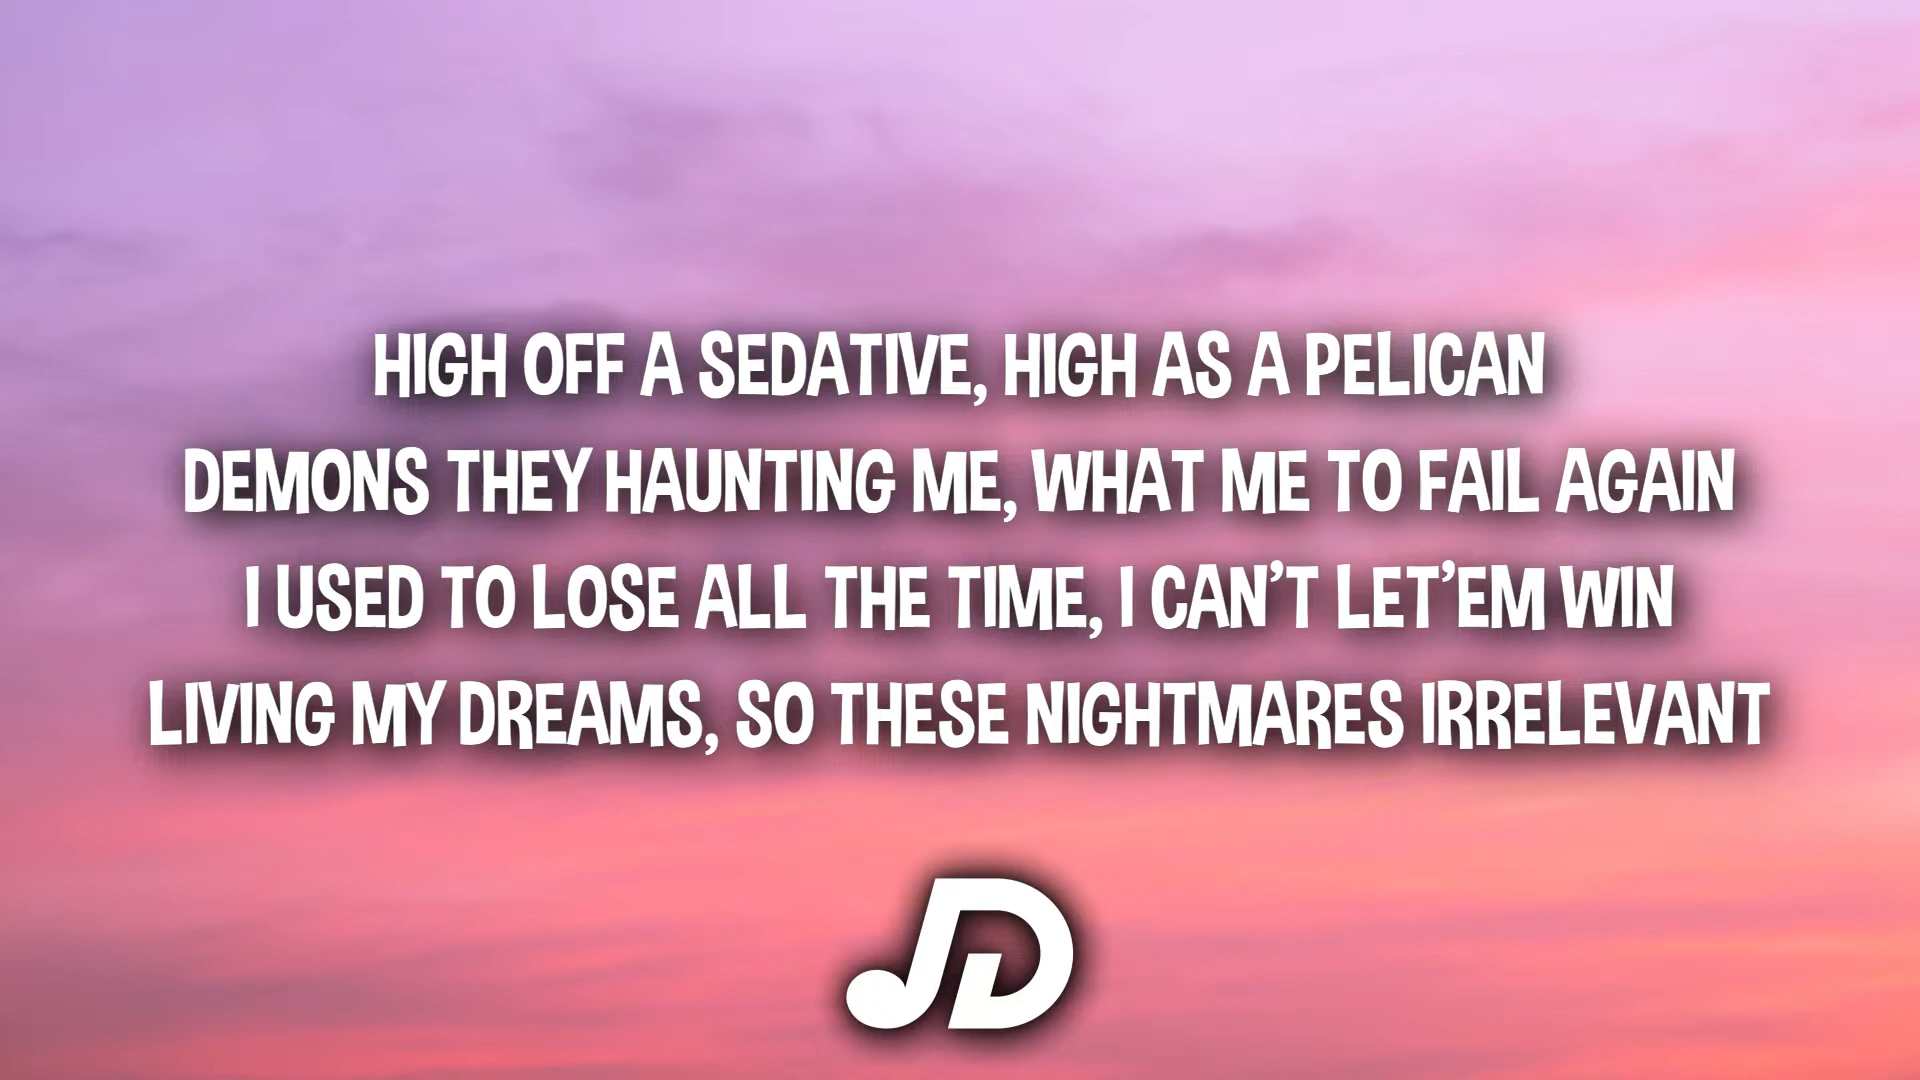 HIGH OFF A SEDATIVE, HIGH AS A PELICAN
DEMONS THEY HAUNTING ME, WHAT ME TO FAIL AGAIN
I USED TO LOSE ALL THE TIME, I CAN'T LET'EM WIN
LIVING MY DREAMS, SO THESE NIGHTMARES IRRELEVANT
JD